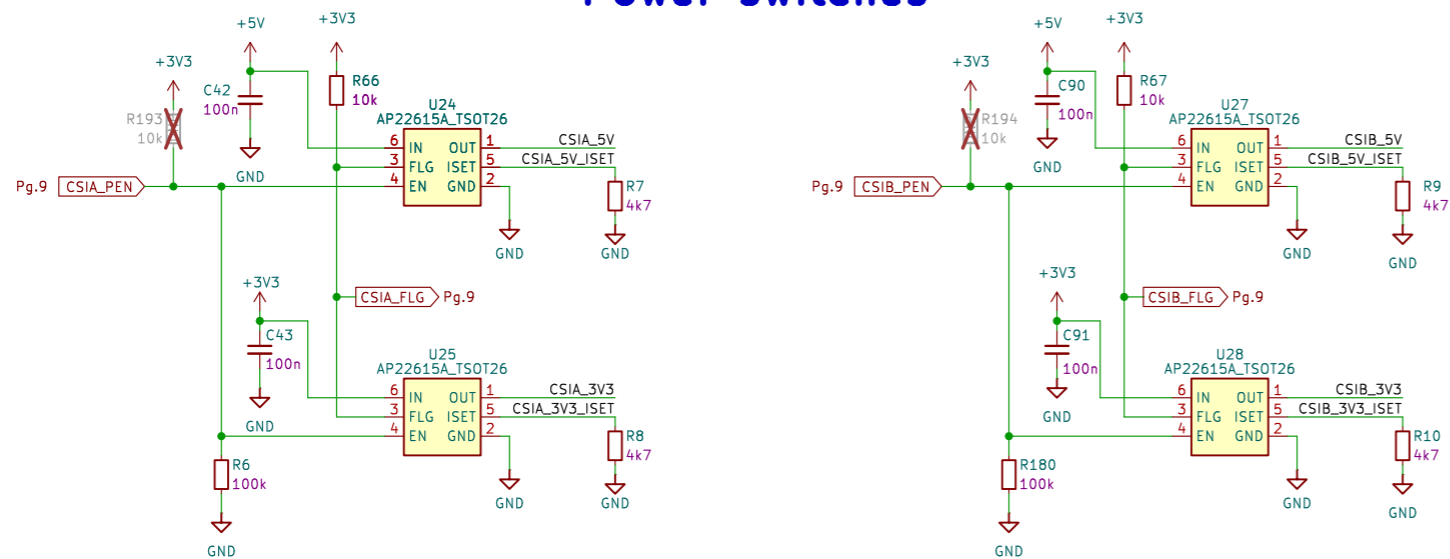 Power Switches
+5V
+3V3
+3V3
C42
100n
R66
10k
R193
10k
GND
U24
AP22615A_TSOT26
6 IN OUT 1
3 FLG ISET 5
4 EN GND 2
CSIA_5V
CSIA_5V_ISET
Pg.9 CSIA_PEN
R7
4k7
GND
GND
+3V3
C43
100n
GND
CSIA_FLG Pg.9
U25
AP22615A_TSOT26
6 IN OUT 1
3 FLG ISET 5
4 EN GND 2
CSIA_3V3
CSIA_3V3_ISET
R8
4k7
R6
100k
GND
GND
GND
+5V
+3V3
+3V3
C90
100n
R67
10k
R194
10k
GND
U27
AP22615A_TSOT26
6 IN OUT 1
3 FLG ISET 5
4 EN GND 2
CSIB_5V
CSIB_5V_ISET
Pg.9 CSIB_PEN
R9
4k7
GND
GND
+3V3
C91
100n
GND
CSIB_FLG Pg.9
U28
AP22615A_TSOT26
6 IN OUT 1
3 FLG ISET 5
4 EN GND 2
CSIB_3V3
CSIB_3V3_ISET
R10
4k7
R180
100k
GND
GND
GND